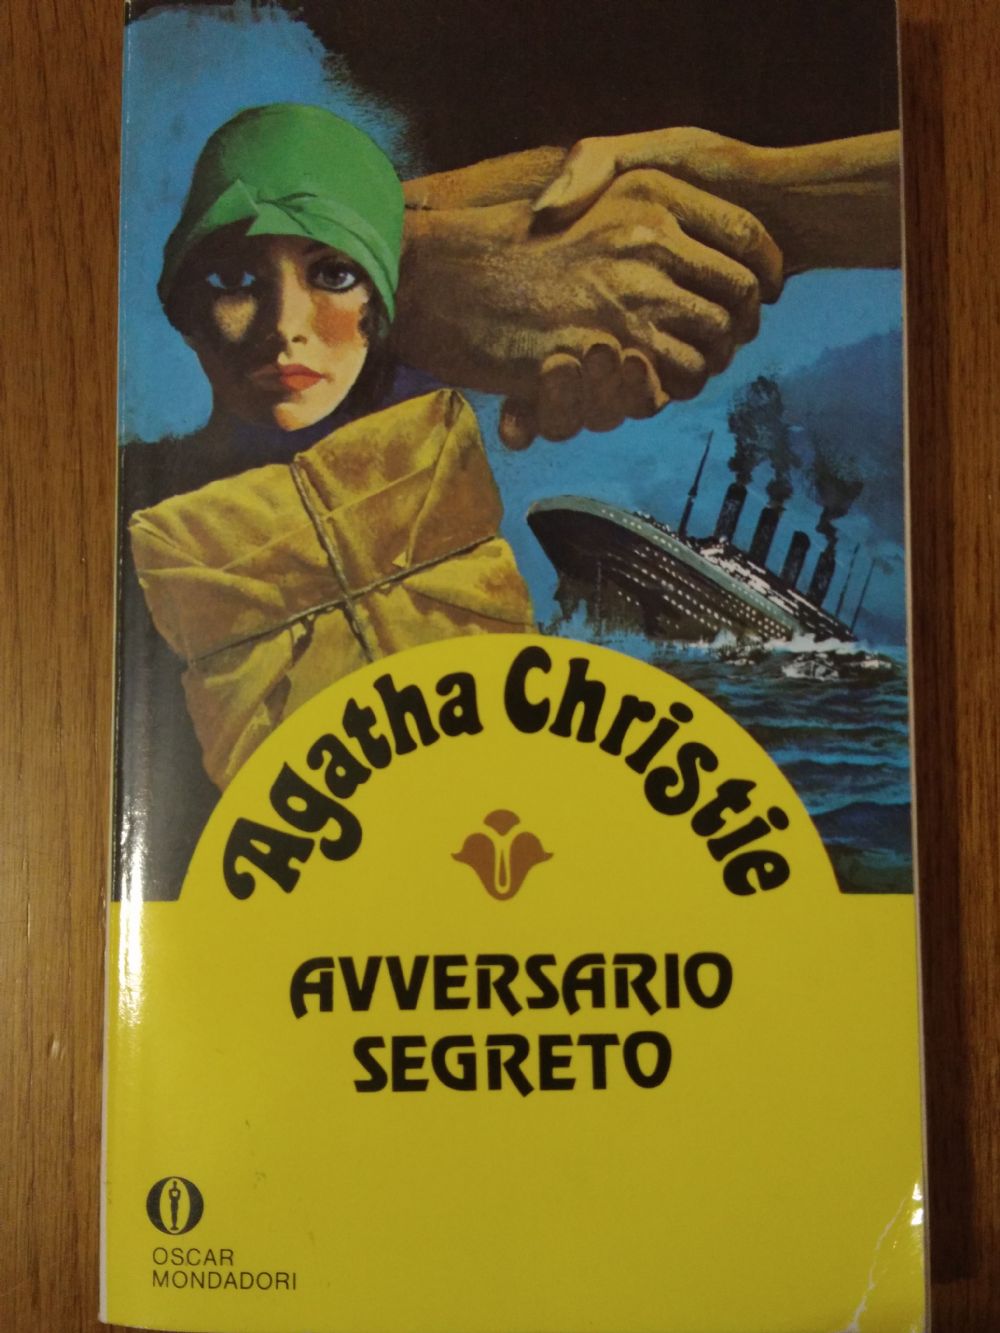 Agatha Christie
AVVERSARIO
SEGRETO
OSCAR
MONDADORI